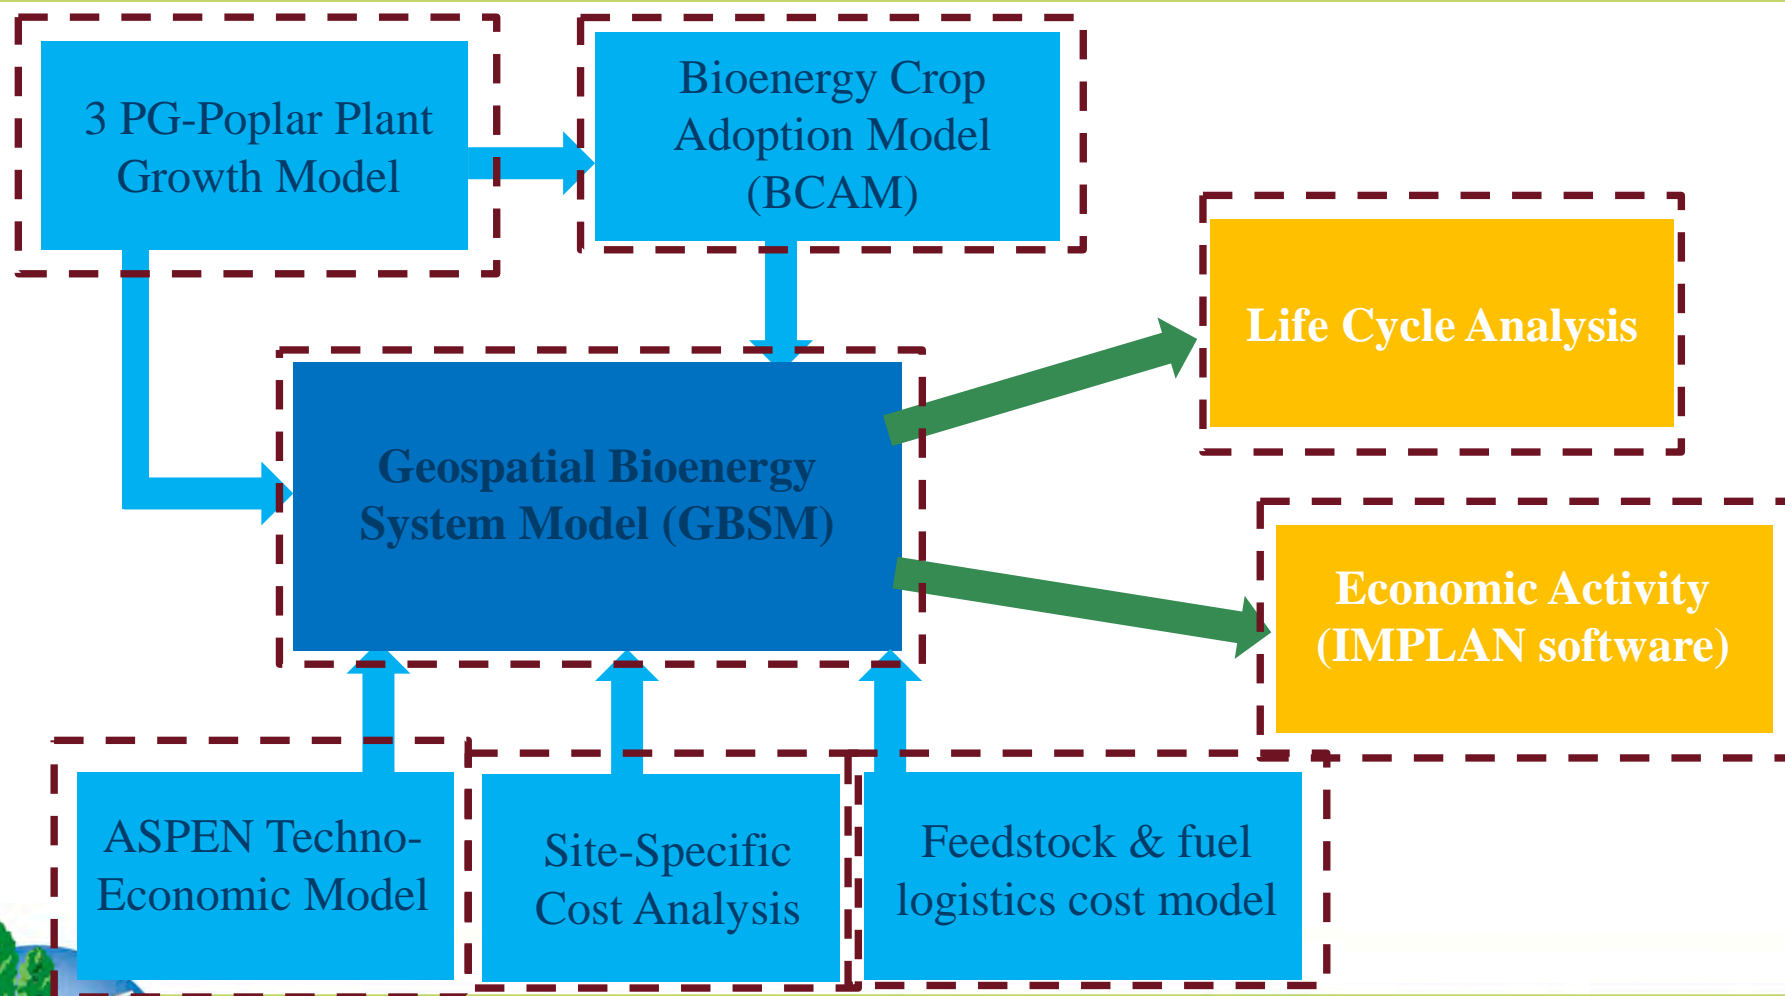 3 PG-Poplar Plant
Growth Model
Bioenergy Crop
Adoption Model
(BCAM)
Life Cycle Analysis
Geospatial Bioenergy
System Model (GBSM)
Economic Activity
(IMPLAN software)
ASPEN Techno-
Economic Model
Site-Specific
Cost Analysis
Feedstock & fuel
logistics cost model